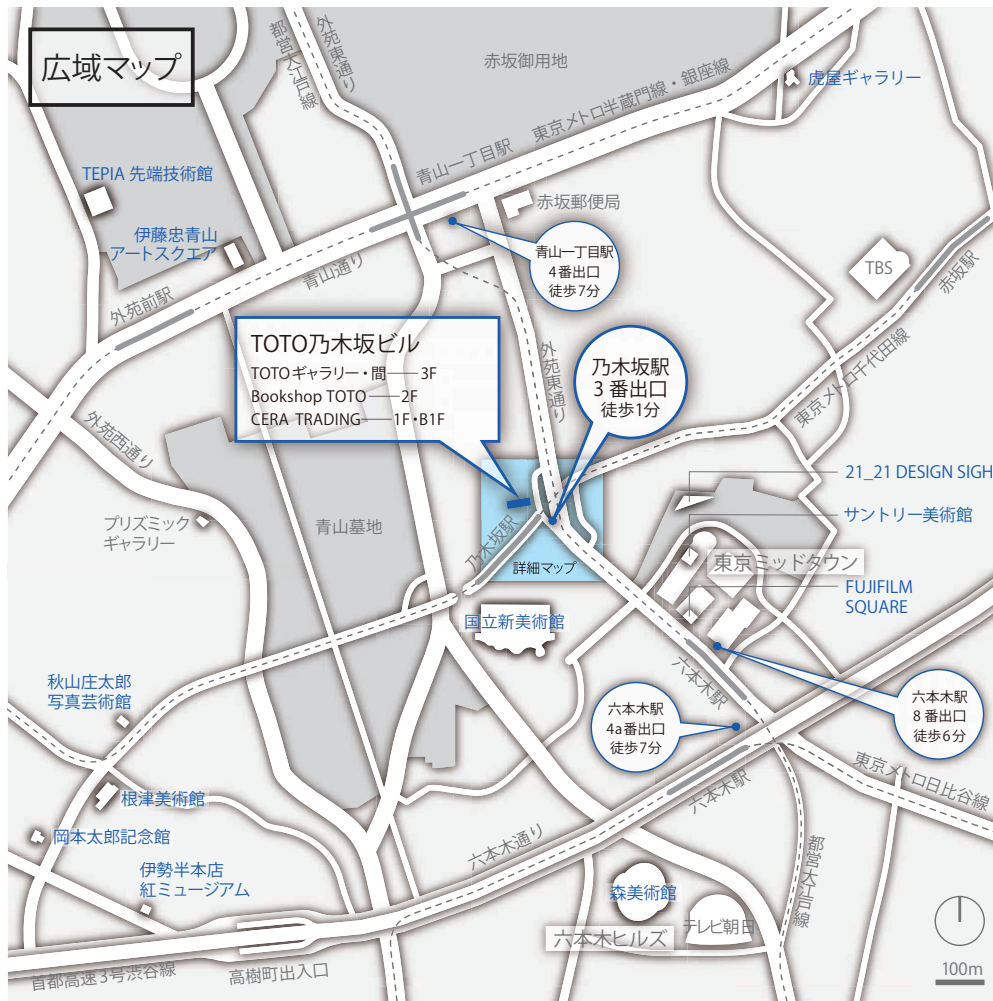 広域マップ
都営大江戸線
外苑東通り
赤坂御用地
東京メトロ半蔵門線・銀座線
虎屋ギャラリー
青山一丁目駅
TEPIA 先端技術館
赤坂郵便局
伊藤忠青山
アートスクエア
青山一丁目駅
4番出口
徒歩7分
TBS
赤坂駅
青山通り
外苑前駅
TOTO乃木坂ビル
TOTOギャラリー・間 3F
Bookshop TOTO 2F
CERA TRADING 1F・B1F
外苑東通り
乃木坂駅
3番出口
徒歩1分
東京メトロ千代田線
外苑西通り
21_21 DESIGN SIGH
プリズミック
ギャラリー
青山墓地
乃木坂駅
サントリー美術館
詳細マップ
東京ミッドタウン
FUJIFILM
SQUARE
国立新美術館
秋山庄太郎
写真芸術館
六本木駅
六本木駅
4a番出口
徒歩7分
六本木駅
8番出口
徒歩6分
東京メトロ日比谷線
六本木駅
根津美術館
岡本太郎記念館
六本木通り
都営大江戸線
伊勢半本店
紅ミュージアム
森美術館
テレビ朝日
六本木ヒルズ
首都高速3号渋谷線
高樹町出入口
100m